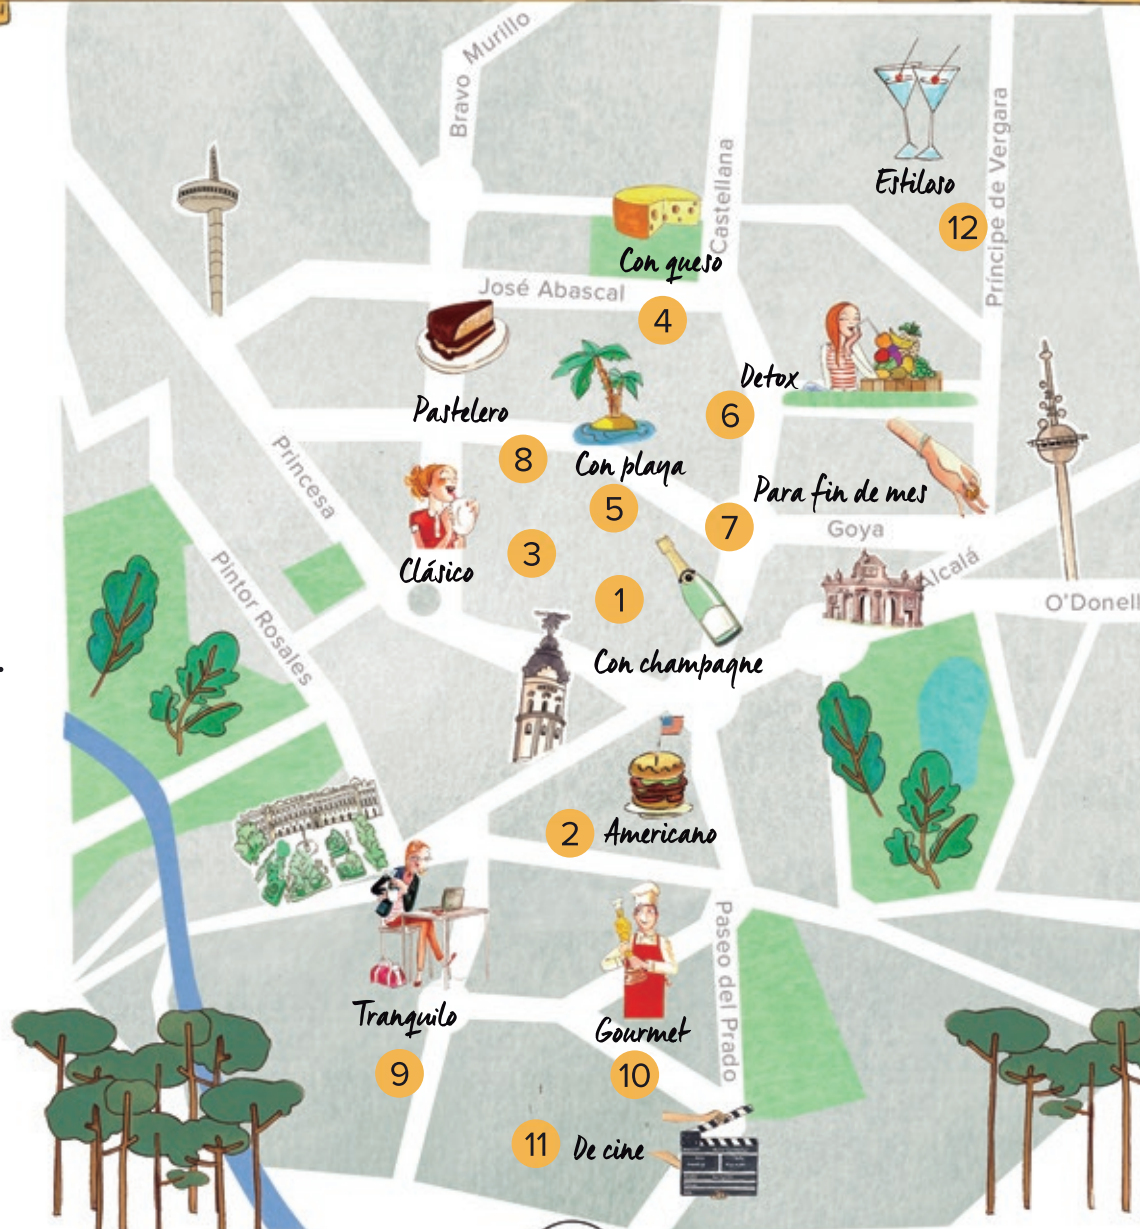 Bravo Murillo
Castellana
Príncipe de Vergara
Estiloso
12
Con queso
José Abascal
4
Detox
6
Pastelero
8
Con playa
5
Para fin de mes
7
Goya
Princesa
Clásico
3
1
Alcalá
O'Donell
Pintor Rosales
Con champagne
2
Americano
Paseo del Prado
Tranquilo
9
Gourmet
10
11
De cine